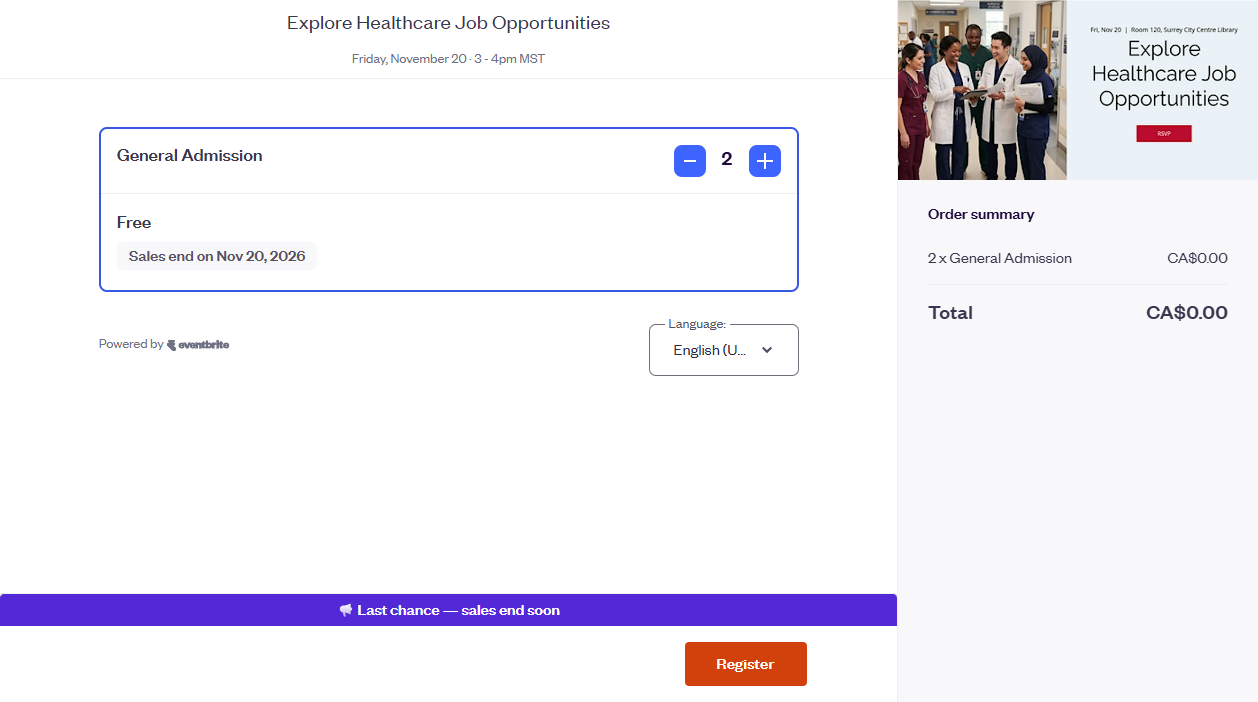 Explore Healthcare Job Opportunities
Friday, November 20 · 3 - 4pm MST
General Admission
2
Free
Sales end on Nov 20, 2026
Powered by eventbrite
Language:
English (U...
Last chance — sales end soon
Register
Fri, Nov 20 | Room 120, Surrey City Centre Library
Explore
Healthcare Job
Opportunities
RSVP
Order summary
2 x General Admission CA$0.00
Total CA$0.00